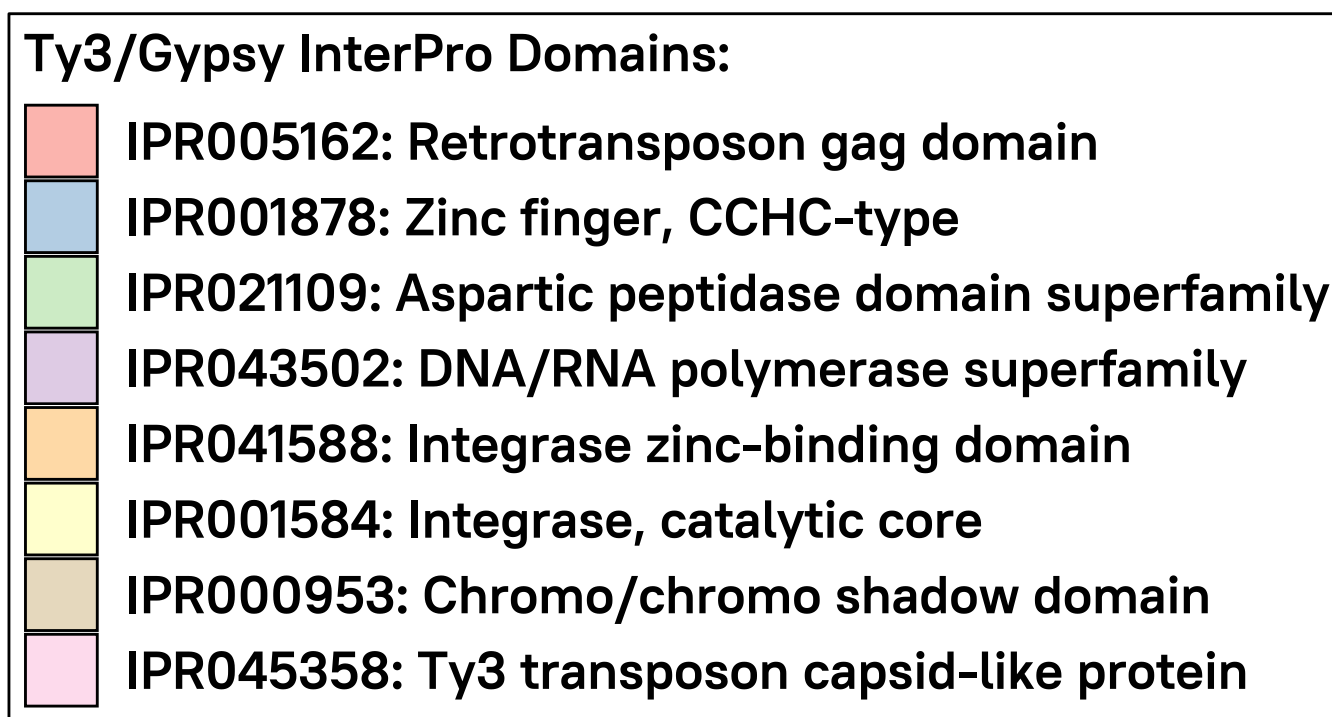 Ty3/Gypsy InterPro Domains:
IPR005162: Retrotransposon gag domain
IPR001878: Zinc finger, CCHC-type
IPR021109: Aspartic peptidase domain superfamily
IPR043502: DNA/RNA polymerase superfamily
IPR041588: Integrase zinc-binding domain
IPR001584: Integrase, catalytic core
IPR000953: Chromo/chromo shadow domain
IPR045358: Ty3 transposon capsid-like protein